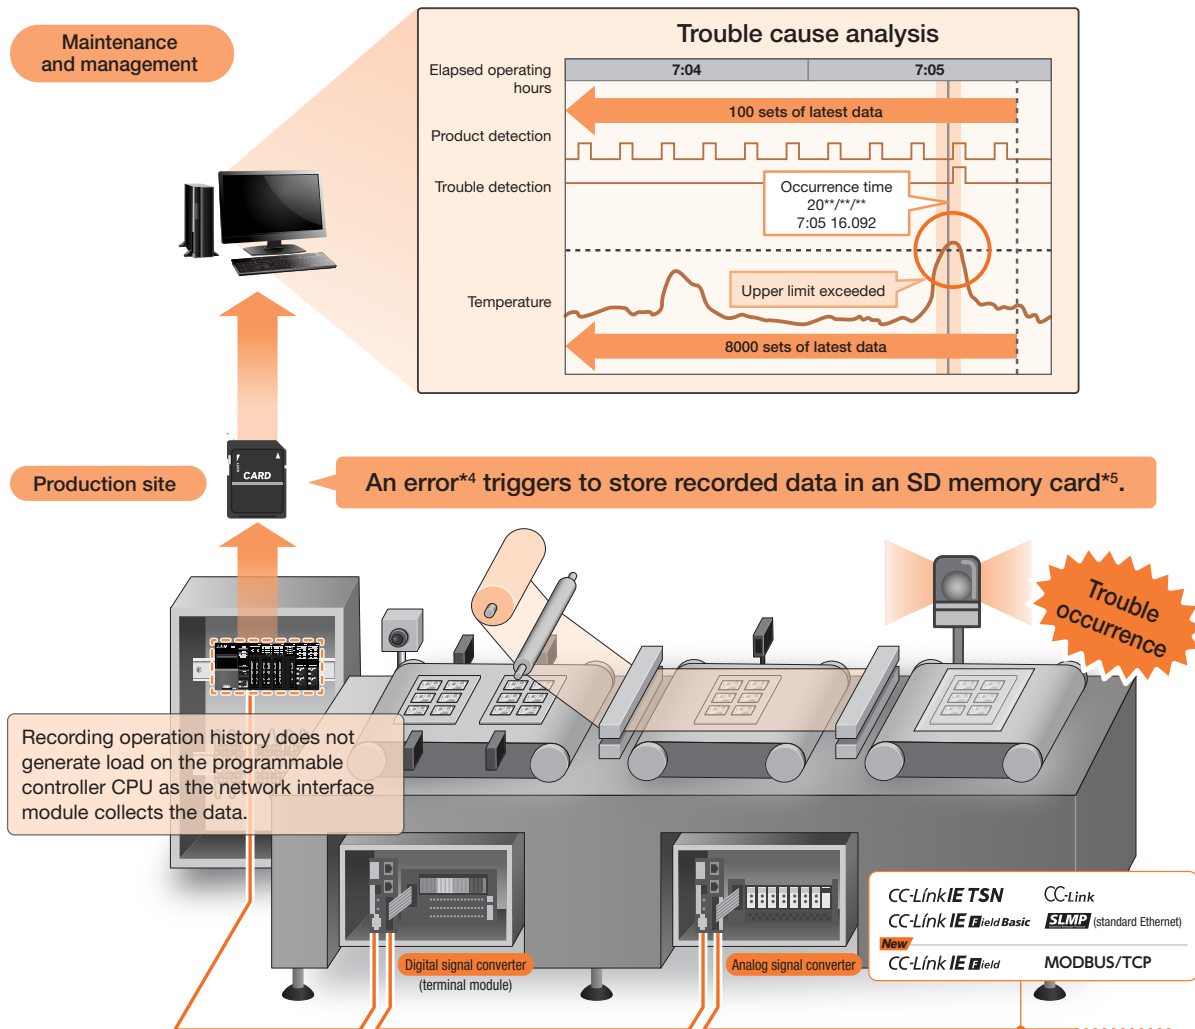 Maintenance
and management
Trouble cause analysis
Elapsed operating
hours
7:04
7:05
100 sets of latest data
Product detection
Trouble detection
Occurrence time
20**/**/**
7:05 16.092
Upper limit exceeded
Temperature
8000 sets of latest data
CARD
Production site
An error*4 triggers to store recorded data in an SD memory card*5.
Trouble
occurrence
Recording operation history does not
generate load on the programmable
controller CPU as the network interface
module collects the data.
Digital signal converter
(terminal module)
Analog signal converter
CC-Link IE TSN
CC-Link
CC-Link IE Field Basic
SLMP (standard Ethernet)
New
CC-Link IE Field
MODBUS/TCP